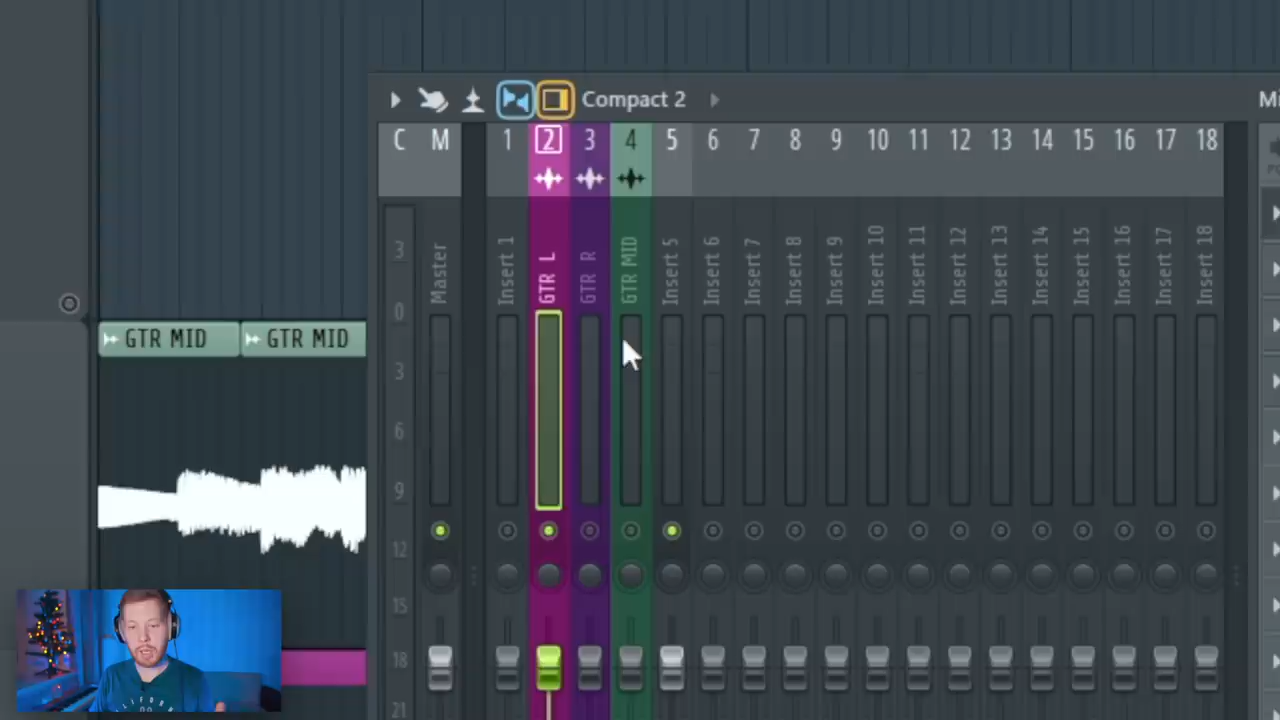 Compact 2
Mi
C M 1 2 3 4 5 6 7 8 9 10 11 12 13 14 15 16 17 18
Master
Insert 1
GTR L
GTR R
GTR MID
Insert 5
Insert 6
Insert 7
Insert 8
Insert 9
Insert 10
Insert 11
Insert 12
Insert 13
Insert 14
Insert 15
Insert 16
Insert 17
Insert 18
3
0
3
6
9
12
15
18
21
GTR MID
GTR MID